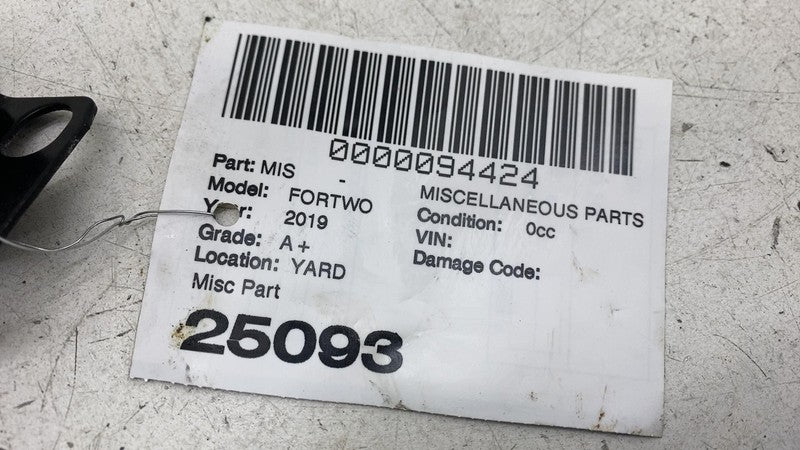 0000094424
Part: MIS - MISCELLANEOUS PARTS
Model: FORTWO Condition: 0cc
Year: 2019 VIN:
Grade: A+ Damage Code:
Location: YARD
Misc Part
25093